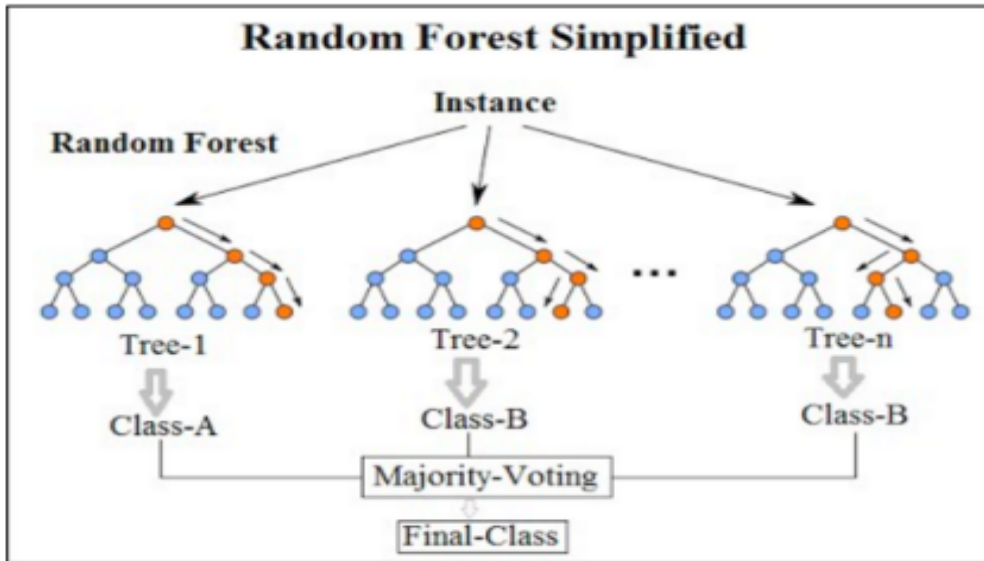 Random Forest Simplified
Instance
Random Forest
...
Tree-1
Tree-2
Tree-n
Class-A
Class-B
Class-B
Majority-Voting
Final-Class